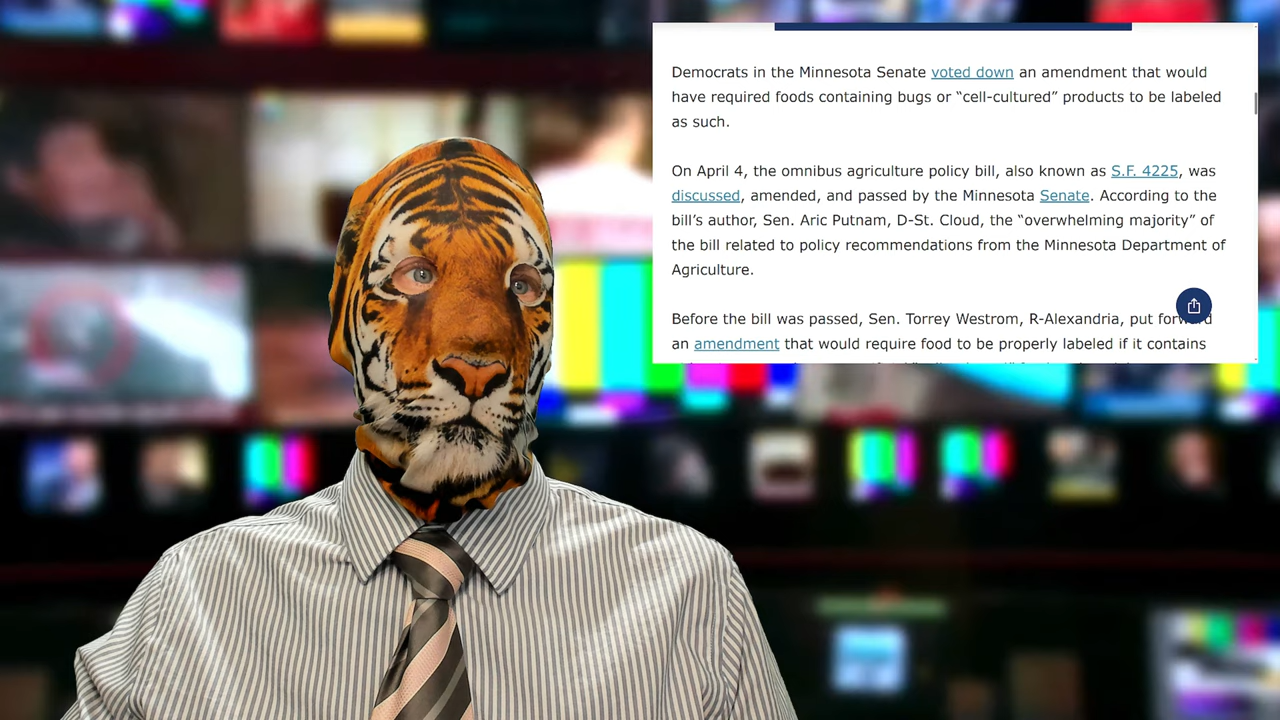 Democrats in the Minnesota Senate voted down an amendment that would
have required foods containing bugs or “cell-cultured” products to be labeled
as such.
On April 4, the omnibus agriculture policy bill, also known as S.F. 4225, was
discussed, amended, and passed by the Minnesota Senate. According to the
bill’s author, Sen. Aric Putnam, D-St. Cloud, the “overwhelming majority” of
the bill related to policy recommendations from the Minnesota Department of
Agriculture.
Before the bill was passed, Sen. Torrey Westrom, R-Alexandria, put forward
an amendment that would require food to be properly labeled if it contains